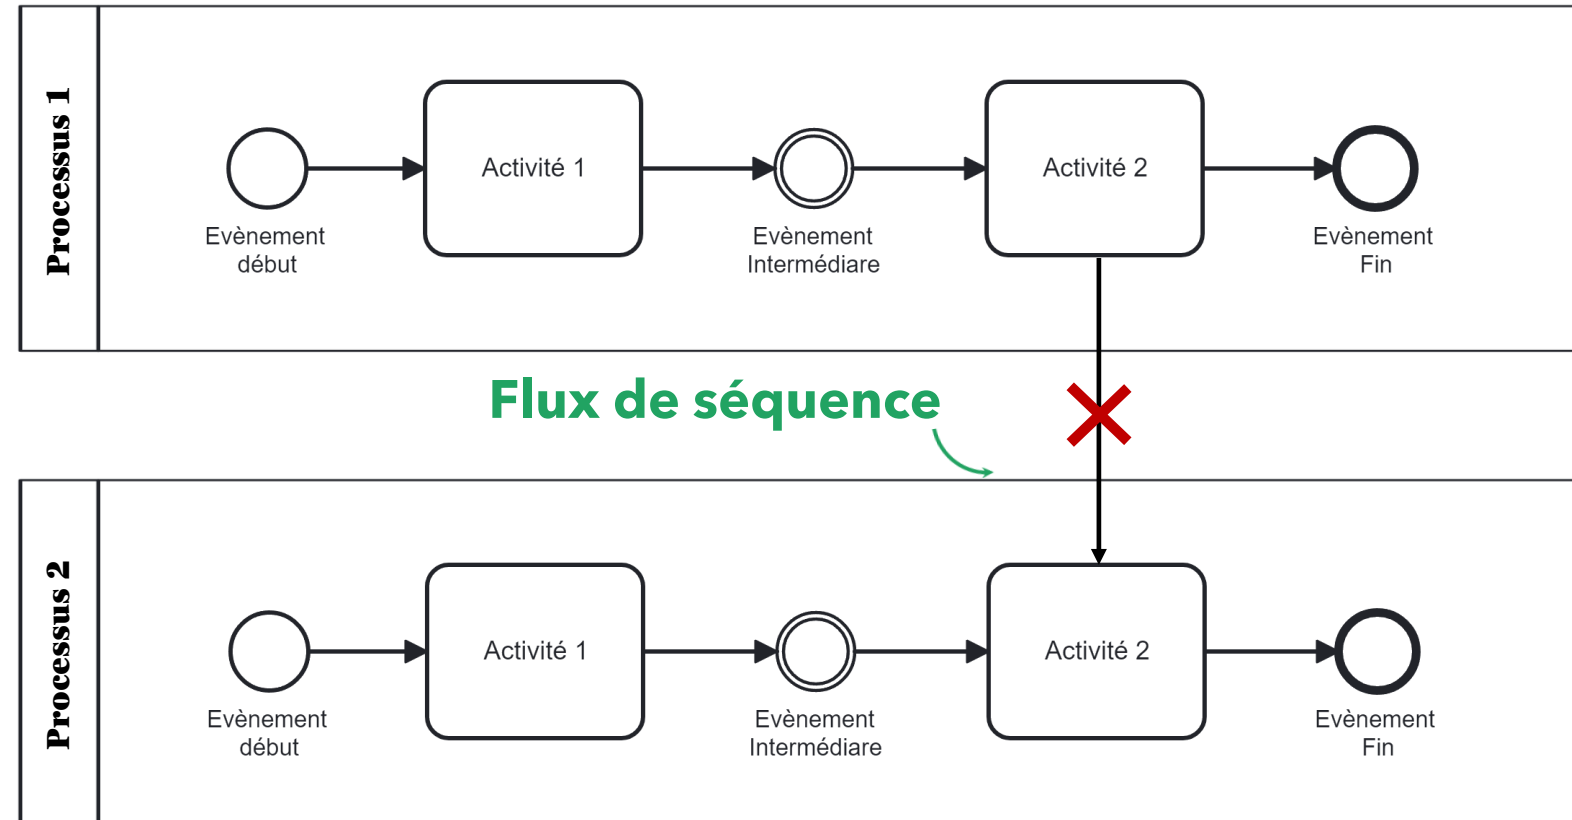 Processus 1
Activité 1
Activité 2
Evènement
début
Evènement
Intermédiare
Evènement
Fin
Flux de séquence
Processus 2
Activité 1
Activité 2
Evènement
début
Evènement
Intermédiare
Evènement
Fin